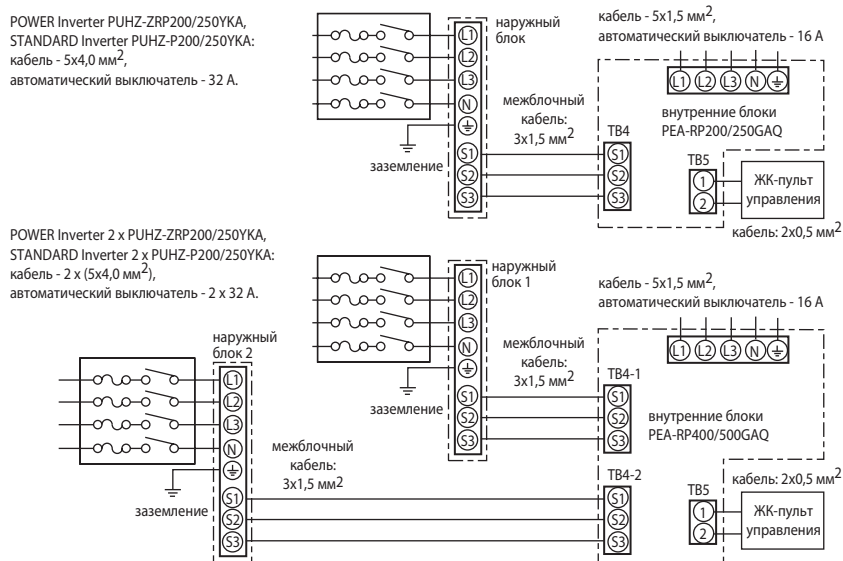 POWER Inverter PUHZ-ZRP200/250YKA,
STANDARD Inverter PUHZ-P200/250YKA:
кабель - 5x4,0 мм2,
автоматический выключатель - 32 А.
наружный
блок
L1
L2
L3
N
S1
S2
S3
заземление
межблочный
кабель:
3x1,5 мм2
кабель - 5x1,5 мм2,
автоматический выключатель - 16 А
L1 L2 L3 N
внутренние блоки
PEA-RP200/250GAQ
TB4
S1
S2
S3
TB5
1
2
ЖК-пульт
управления
кабель: 2x0,5 мм2
POWER Inverter 2 x PUHZ-ZRP200/250YKA,
STANDARD Inverter 2 x PUHZ-P200/250YKA:
кабель - 2 x (5x4,0 мм2),
автоматический выключатель - 2 x 32 А.
наружный
блок 1
L1
L2
L3
N
S1
S2
S3
заземление
межблочный
кабель:
3x1,5 мм2
кабель - 5x1,5 мм2,
автоматический выключатель - 16 А
L1 L2 L3 N
TB4-1
S1
S2
S3
внутренние блоки
PEA-RP400/500GAQ
наружный
блок 2
L1
L2
L3
N
S1
S2
S3
заземление
межблочный
кабель:
3x1,5 мм2
TB4-2
S1
S2
S3
TB5
1
2
кабель: 2x0,5 мм2
ЖК-пульт
управления